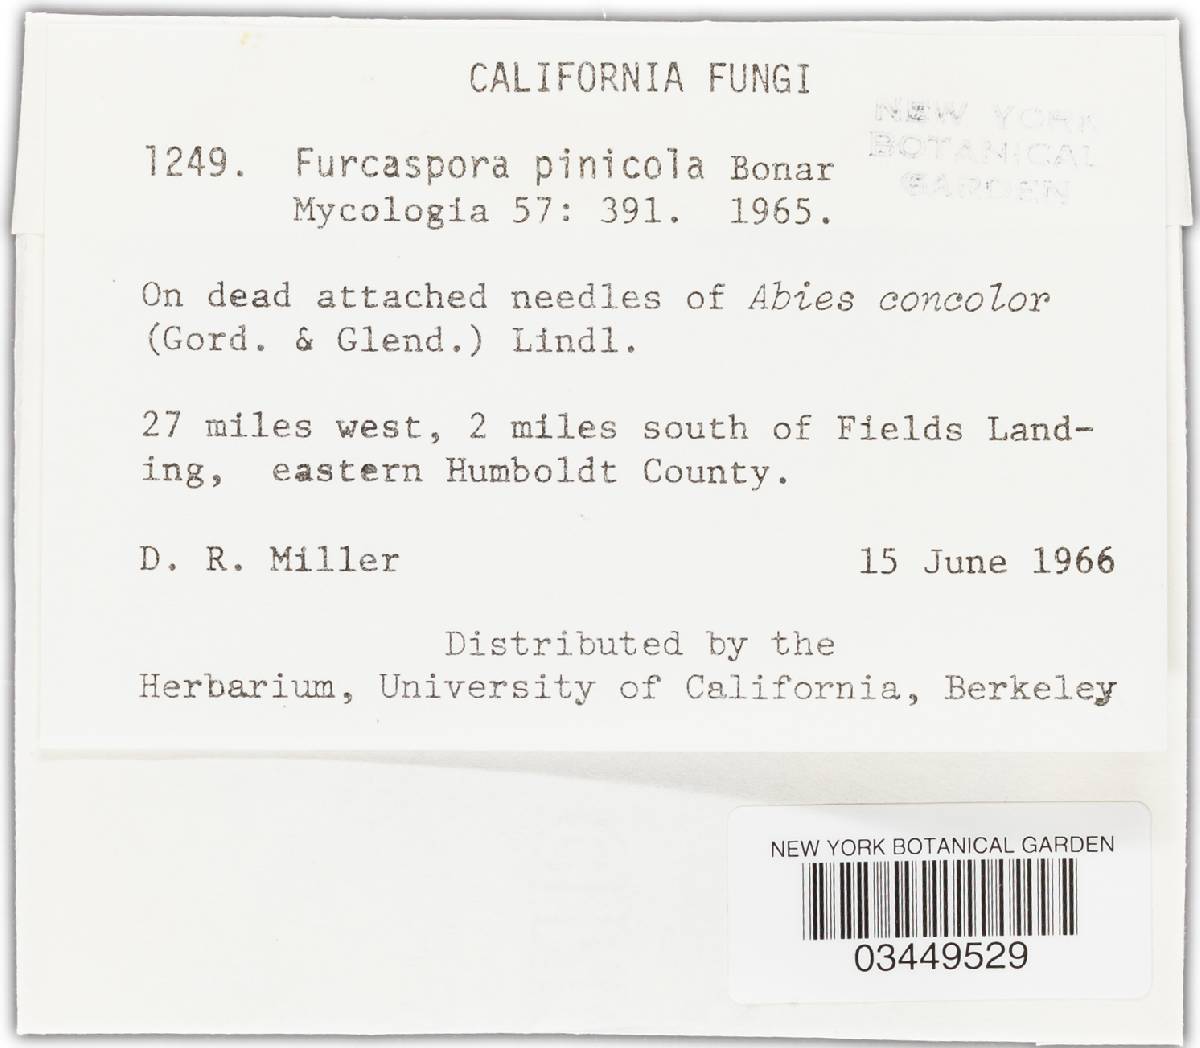 CALIFORNIA FUNGI
NEW YORK
BOTANICAL
GARDEN
1249. Furcaspora pinicola Bonar
Mycologia 57: 391. 1965.
On dead attached needles of Abies concolor
(Gord. & Glend.) Lindl.
27 miles west, 2 miles south of Fields Land-
ing, eastern Humboldt County.
D. R. Miller 15 June 1966
Distributed by the
Herbarium, University of California, Berkeley
NEW YORK BOTANICAL GARDEN
03449529